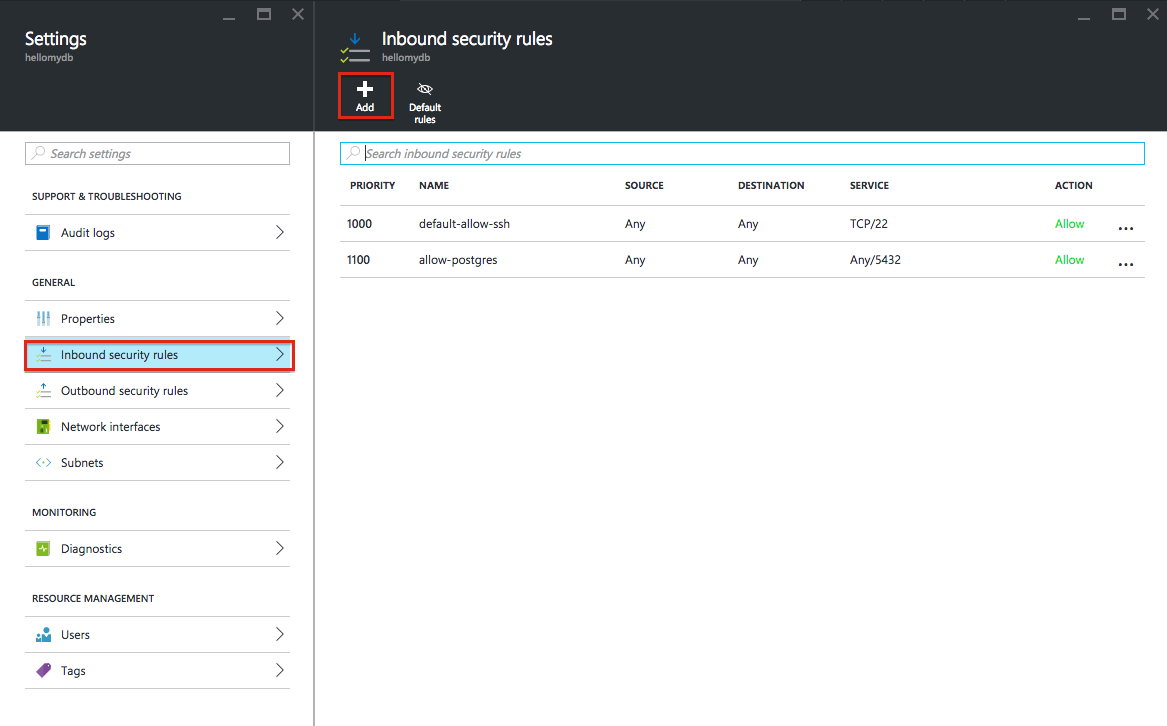 Settings
hellomydb
Search settings
SUPPORT & TROUBLESHOOTING
Audit logs
GENERAL
Properties
Inbound security rules
Outbound security rules
Network interfaces
Subnets
MONITORING
Diagnostics
RESOURCE MANAGEMENT
Users
Tags
Inbound security rules
hellomydb
Add
Default
rules
Search inbound security rules
PRIORITY NAME SOURCE DESTINATION SERVICE ACTION
1000 default-allow-ssh Any Any TCP/22 Allow ...
1100 allow-postgres Any Any Any/5432 Allow ...